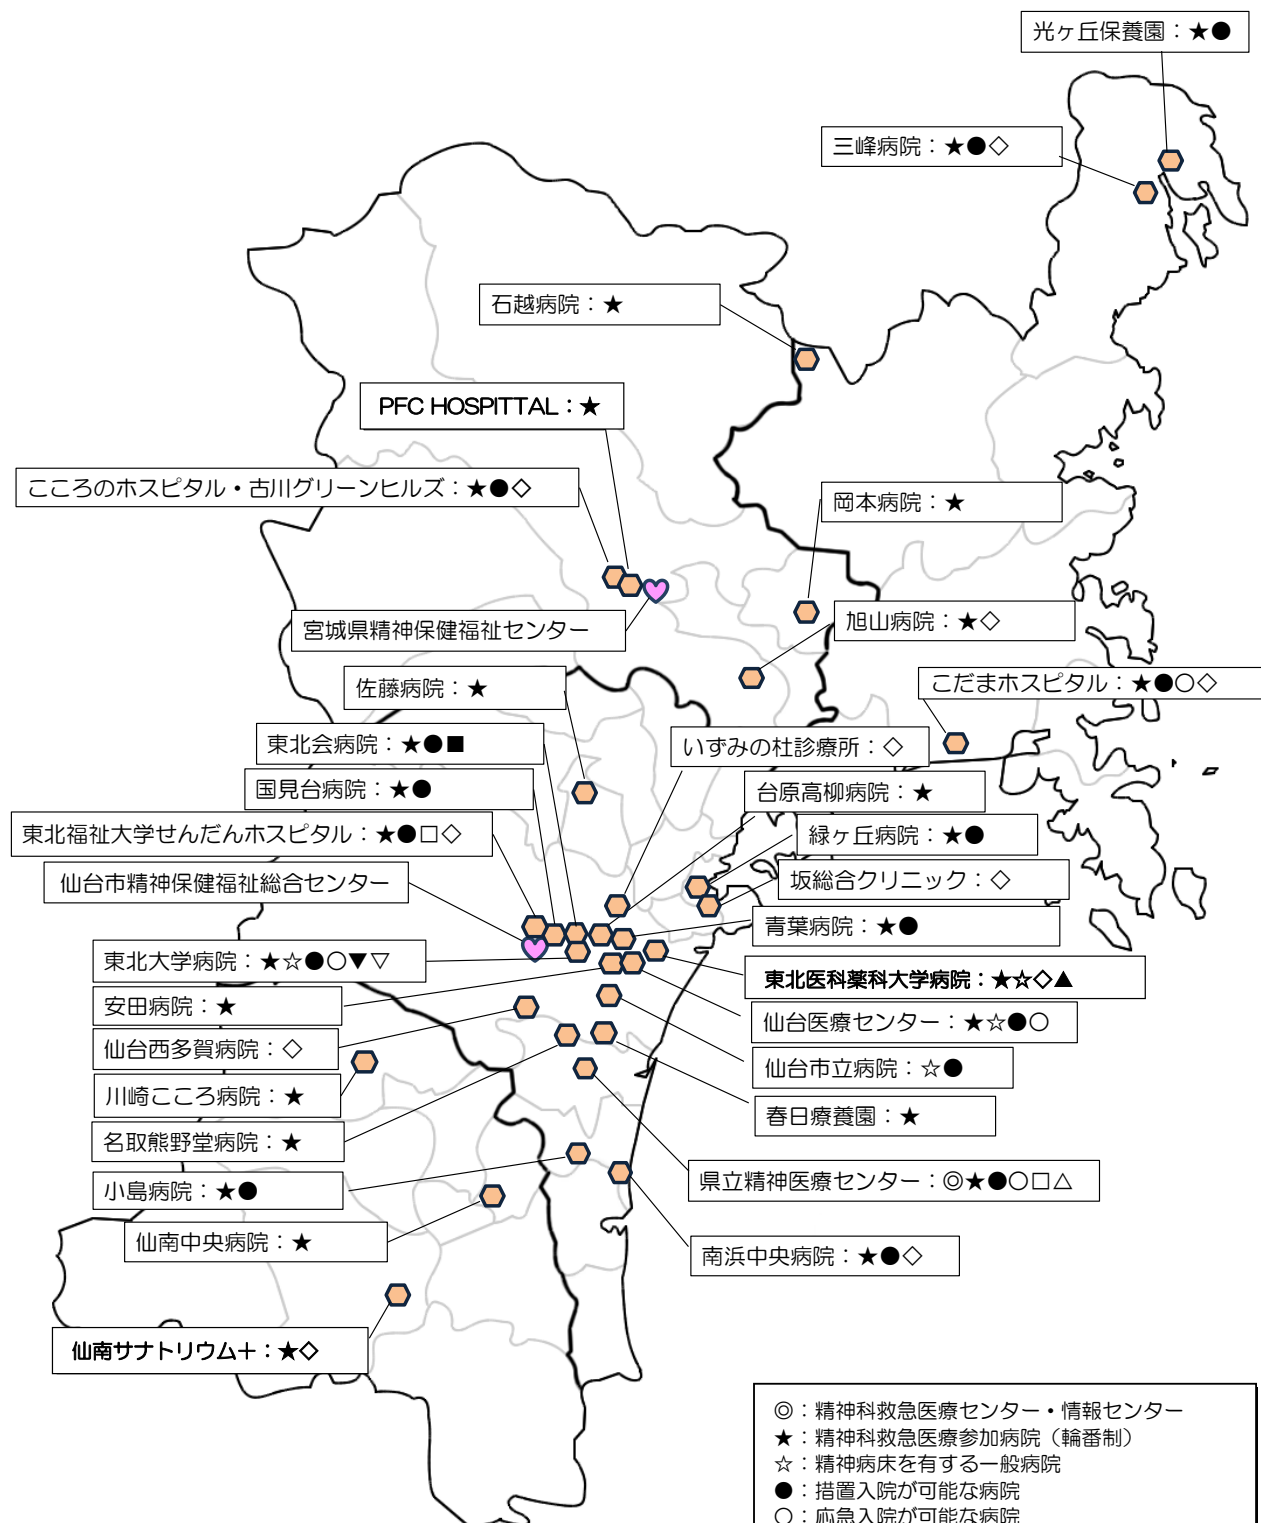 光ヶ丘保養園：★●
三峰病院：★●◇
石越病院：★
PFC HOSPITTAL：★
こころのホスピタル・古川グリーンヒルズ：★●◇
岡本病院：★
宮城県精神保健福祉センター
旭山病院：★◇
佐藤病院：★
こだまホスピタル：★●○◇
東北会病院：★●■
いずみの杜診療所：◇
国見台病院：★●
台原高柳病院：★
東北福祉大学せんだんホスピタル：★●□◇
緑ヶ丘病院：★●
仙台市精神保健福祉総合センター
坂総合クリニック：◇
青葉病院：★●
東北大学病院：★☆●○▼▽
東北医科薬科大学病院：★☆◇▲
安田病院：★
仙台医療センター：★☆●○
仙台西多賀病院：◇
仙台市立病院：☆●
川崎こころ病院：★
春日療養園：★
名取熊野堂病院：★
小島病院：★●
県立精神医療センター：◎★●○□△
仙南中央病院：★
南浜中央病院：★●◇
仙南サナトリウム＋：★◇
◎：精神科救急医療センター・情報センター
★：精神科救急医療参加病院（輪番制）
☆：精神病床を有する一般病院
●：措置入院が可能な病院
○：応急入院が可能な病院